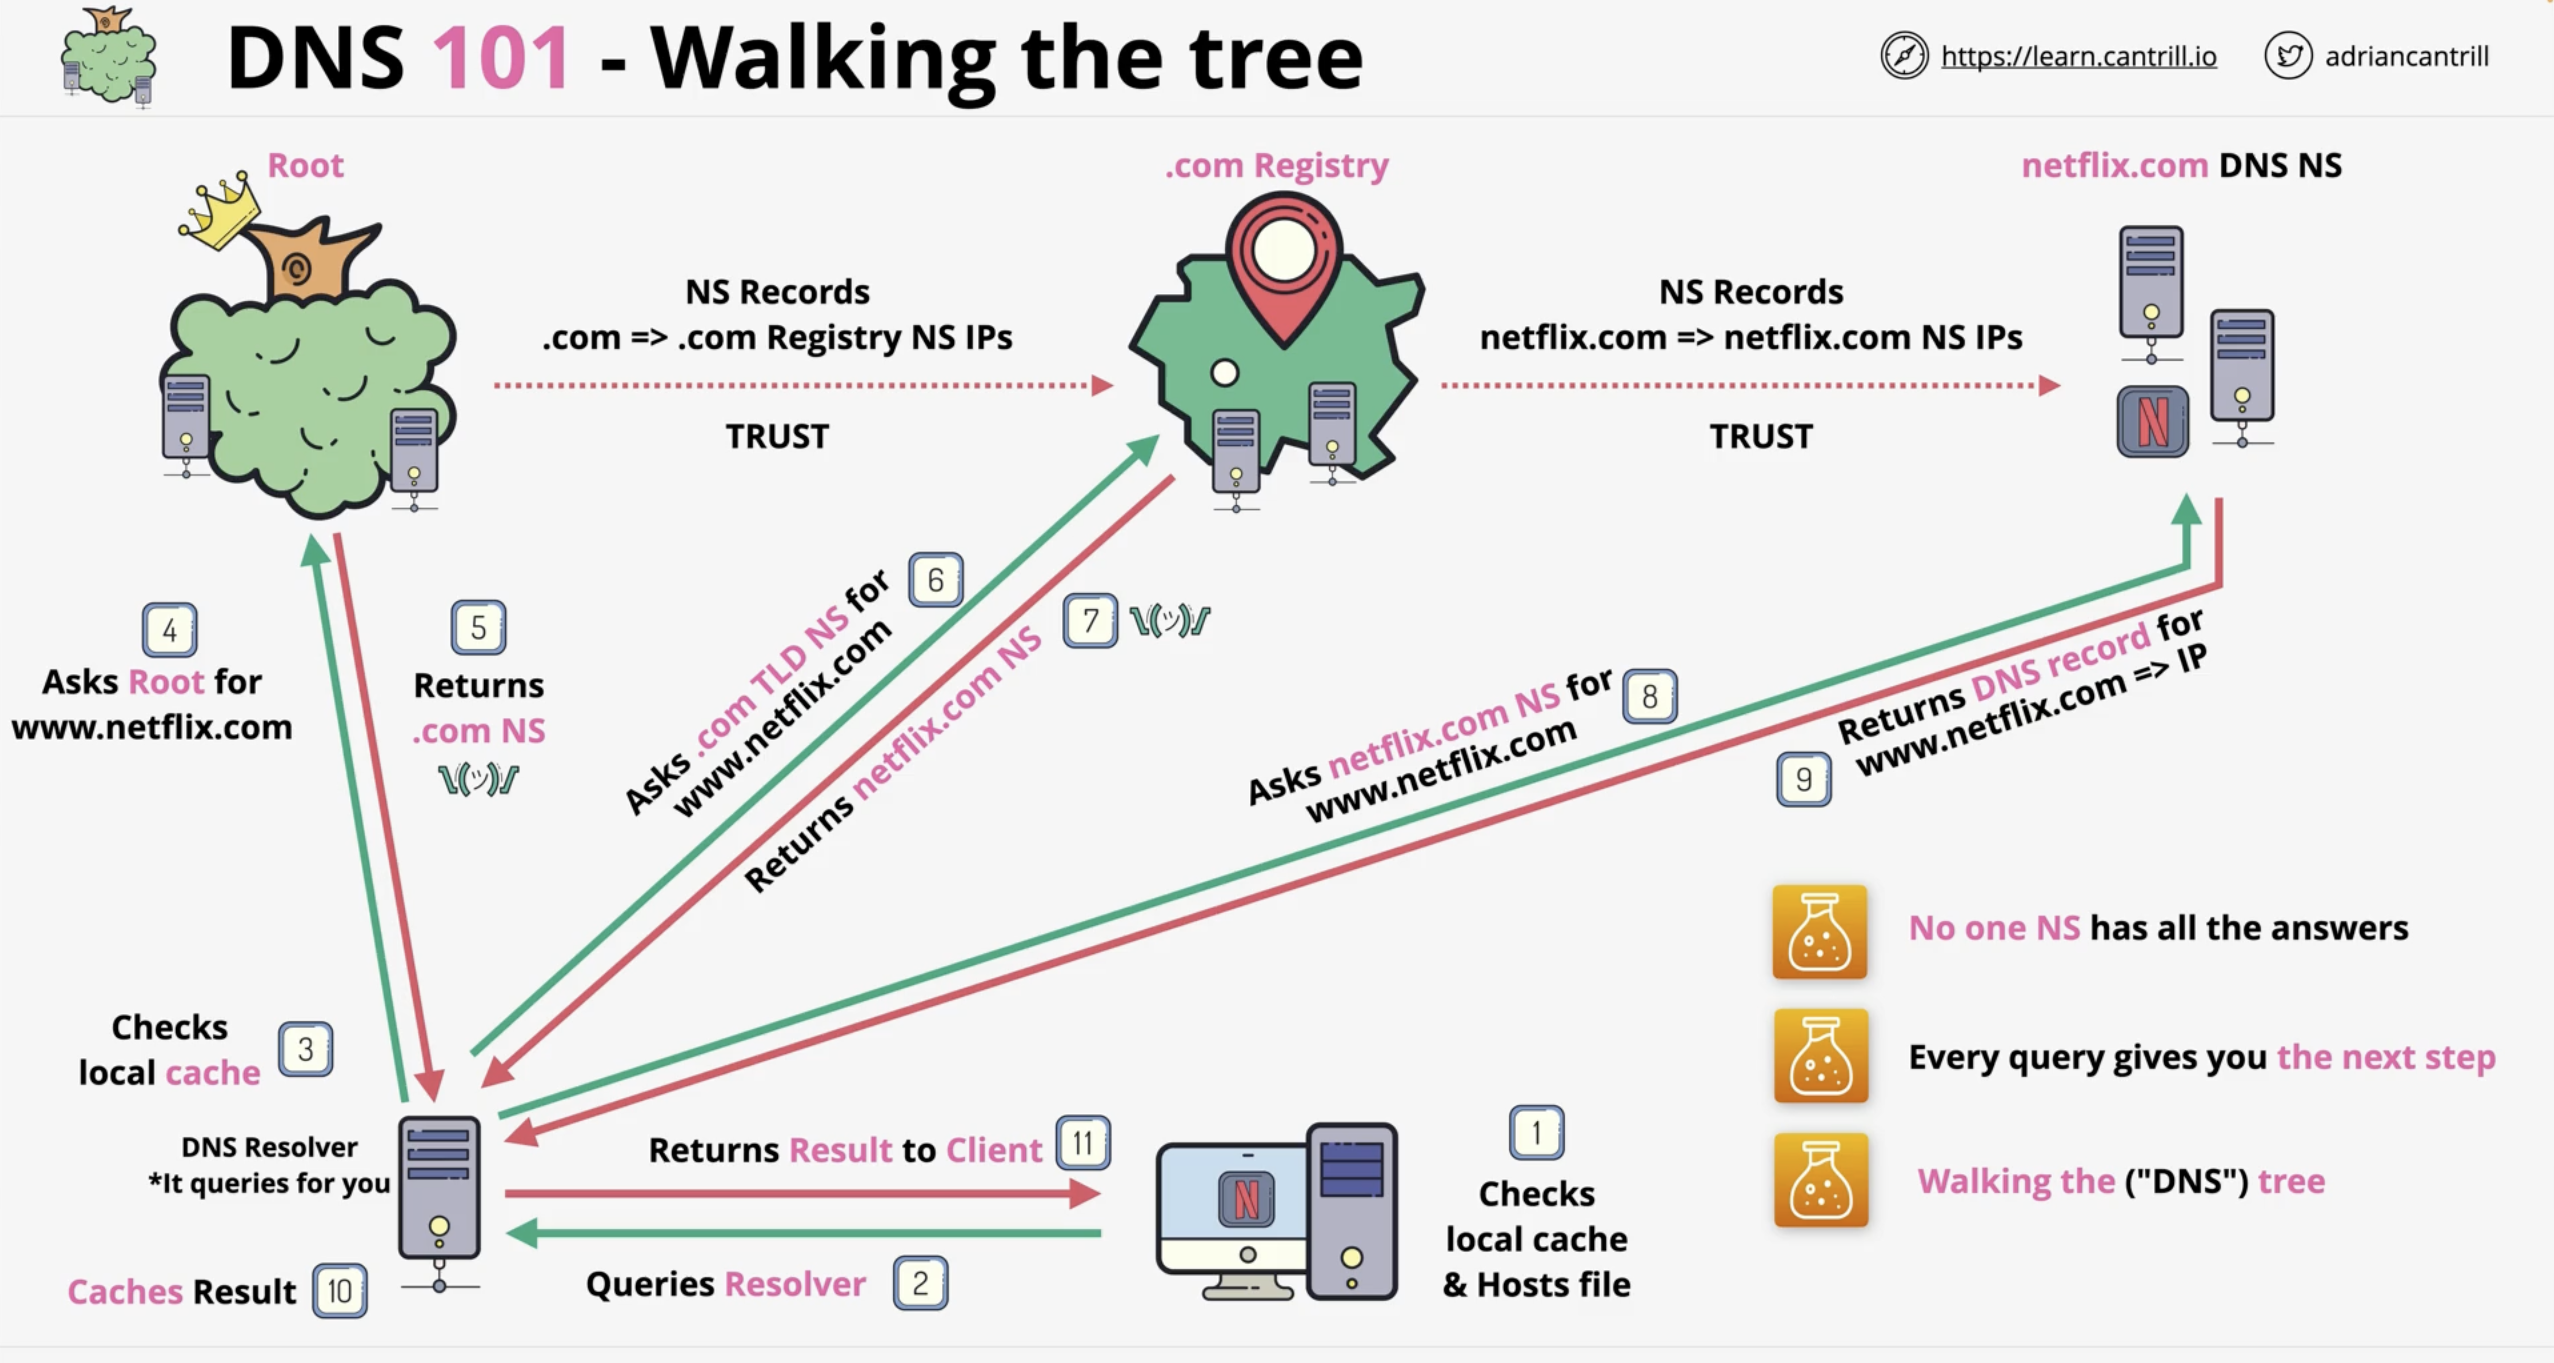 DNS 101 - Walking the tree
https://learn.cantrill.io
adriancantrill
Root
.com Registry
netflix.com DNS NS
NS Records
.com => .com Registry NS IPs
TRUST
NS Records
netflix.com => netflix.com NS IPs
TRUST
N
4
Asks Root for
www.netflix.com
5
Returns
.com NS
\(ツ)/
6
Asks .com TLD NS for
www.netflix.com
7
\(ツ)/
Returns netflix.com NS
8
Asks netflix.com NS for
www.netflix.com
9
Returns DNS record for
www.netflix.com => IP
No one NS has all the answers
Every query gives you the next step
Walking the ("DNS") tree
Checks
local cache
3
DNS Resolver
*It queries for you
Caches Result
10
Returns Result to Client
11
Queries Resolver
2
N
1
Checks
local cache
& Hosts file